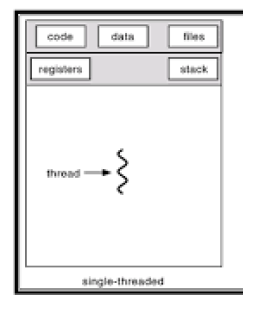 code data files
registers stack
thread
single-threaded